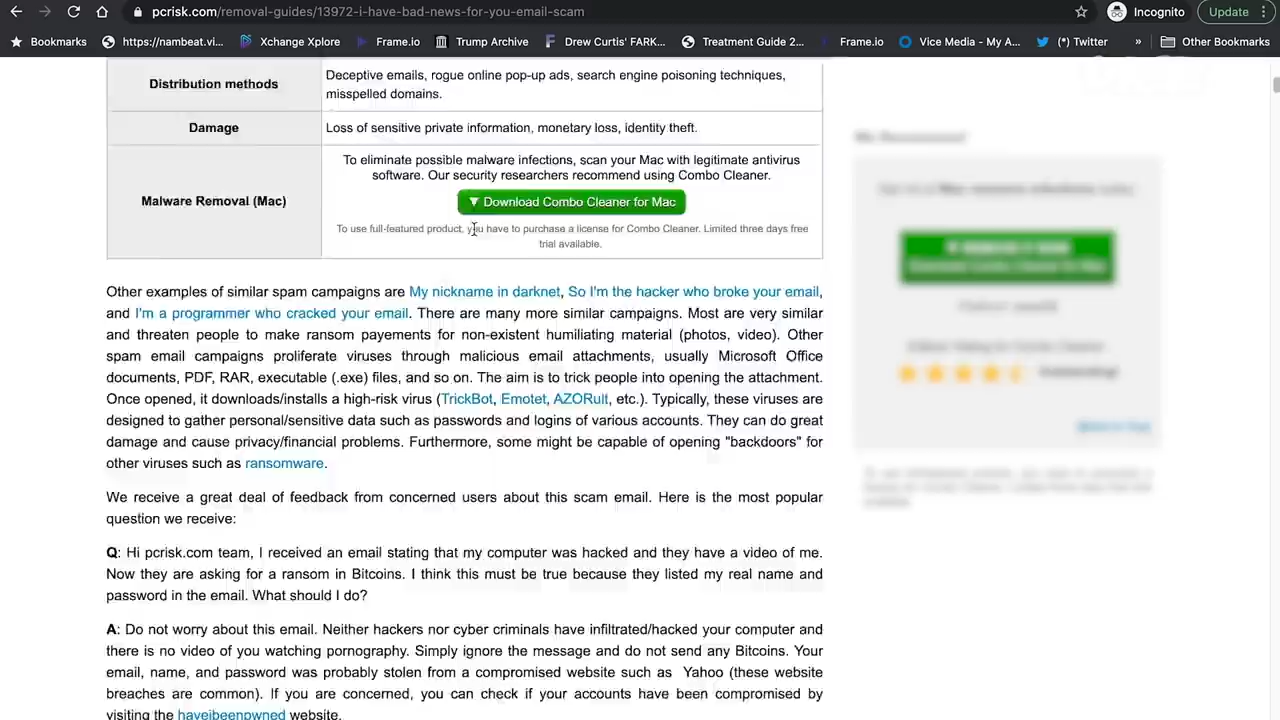 pcrisk.com/removal-guides/13972-i-have-bad-news-for-you-email-scam
Incognito
Update
Bookmarks
https://nambeat.vi...
Xchange Xplore
Frame.io
Trump Archive
Drew Curtis' FARK...
Treatment Guide 2...
Frame.io
Vice Media - My A...
(*) Twitter
»
Other Bookmarks
Distribution methods
Deceptive emails, rogue online pop-up ads, search engine poisoning techniques,
misspelled domains.
Damage
Loss of sensitive private information, monetary loss, identity theft.
Malware Removal (Mac)
To eliminate possible malware infections, scan your Mac with legitimate antivirus
software. Our security researchers recommend using Combo Cleaner.
▼ Download Combo Cleaner for Mac
To use full-featured product, you have to purchase a license for Combo Cleaner. Limited three days free
trial available.
Other examples of similar spam campaigns are My nickname in darknet, So I'm the hacker who broke your email,
and I'm a programmer who cracked your email. There are many more similar campaigns. Most are very similar
and threaten people to make ransom payements for non-existent humiliating material (photos, video). Other
spam email campaigns proliferate viruses through malicious email attachments, usually Microsoft Office
documents, PDF, RAR, executable (.exe) files, and so on. The aim is to trick people into opening the attachment.
Once opened, it downloads/installs a high-risk virus (TrickBot, Emotet, AZORult, etc.). Typically, these viruses are
designed to gather personal/sensitive data such as passwords and logins of various accounts. They can do great
damage and cause privacy/financial problems. Furthermore, some might be capable of opening "backdoors" for
other viruses such as ransomware.
We receive a great deal of feedback from concerned users about this scam email. Here is the most popular
question we receive:
Q: Hi pcrisk.com team, I received an email stating that my computer was hacked and they have a video of me.
Now they are asking for a ransom in Bitcoins. I think this must be true because they listed my real name and
password in the email. What should I do?
A: Do not worry about this email. Neither hackers nor cyber criminals have infiltrated/hacked your computer and
there is no video of you watching pornography. Simply ignore the message and do not send any Bitcoins. Your
email, name, and password was probably stolen from a compromised website such as Yahoo (these website
breaches are common). If you are concerned, you can check if your accounts have been compromised by
visiting the haveibeenpwned website.